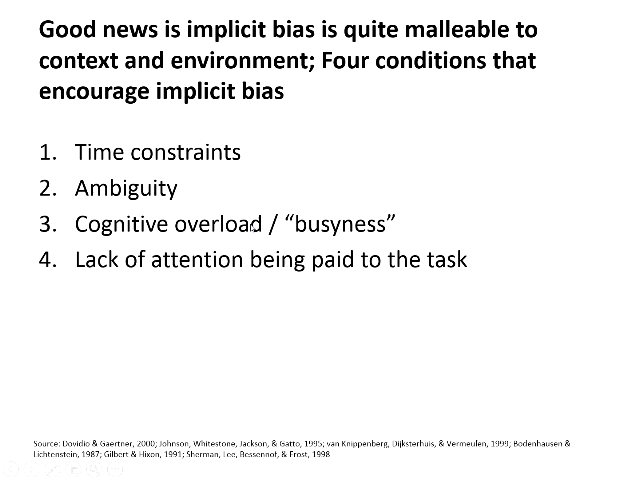 Good news is implicit bias is quite malleable to
context and environment; Four conditions that
encourage implicit bias
1. Time constraints
2. Ambiguity
3. Cognitive overload / “busyness”
4. Lack of attention being paid to the task
Source: Dovidio & Gaertner, 2000; Johnson, Whitestone, Jackson, & Gatto, 1995; van Knippenberg, Dijksterhuis, & Vermeulen, 1999; Bodenhausen &
Lichtenstein, 1987; Gilbert & Hixon, 1991; Sherman, Lee, Bessenof, & Frost, 1998